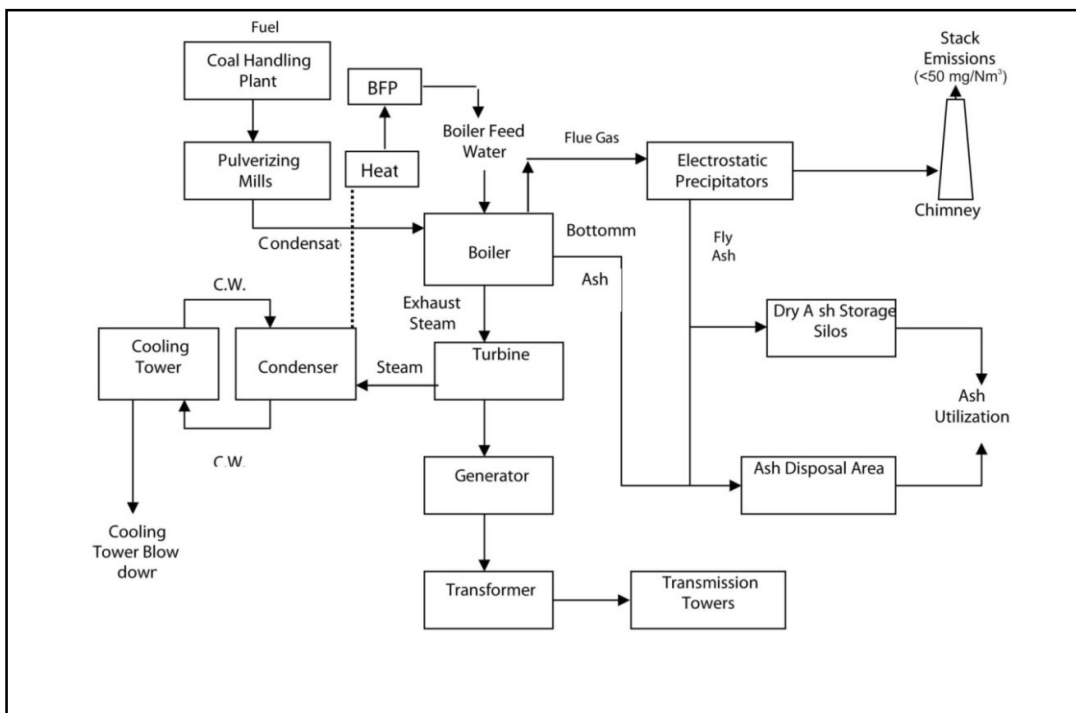 Fuel
Coal Handling
Plant
Pulverizing
Mills
BFP
Heat
Boiler Feed
Water
Flue Gas
Electrostatic
Precipitators
Stack
Emissions
(<50 mg/Nm³)
Chimney
Condensat
Boiler
Bottomm
Ash
Fly
Ash
C.W.
Exhaust
Steam
Cooling
Tower
Condenser
Steam
Turbine
C.W.
Dry A sh Storage
Silos
Ash
Utilization
Ash Disposal Area
Generator
Cooling
Tower Blow
dowr
Transformer
Transmission
Towers